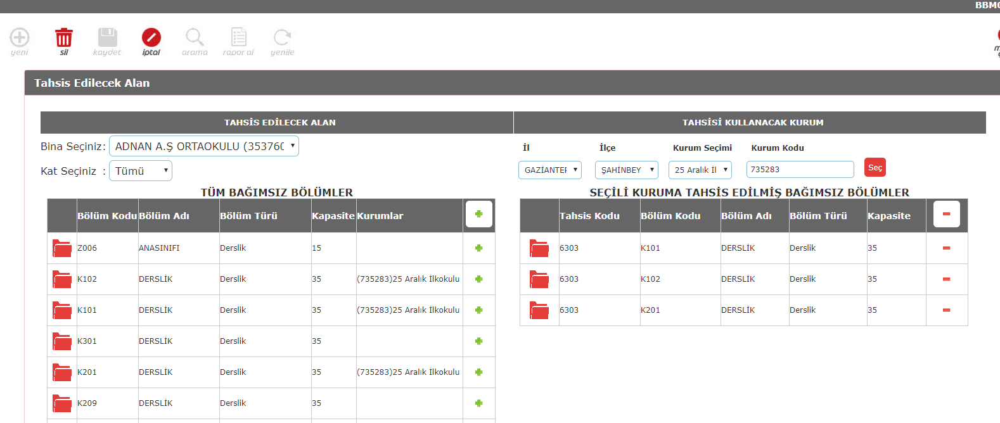 BBM
yeni sil kaydet iptal arama rapor al yenile
Tahsis Edilecek Alan
TAHSİS EDİLECEK ALAN
Bina Seçiniz: ADNAN A.Ş ORTAOKULU (35376
Kat Seçiniz : Tümü
TÜM BAĞIMSIZ BÖLÜMLER
Bölüm Kodu Bölüm Adı Bölüm Türü Kapasite Kurumlar
Z006 ANASINIFI Derslik 15
K102 DERSLİK Derslik 35 (735283)25 Aralık İlkokulu
K101 DERSLİK Derslik 35 (735283)25 Aralık İlkokulu
K301 DERSLİK Derslik 35
K201 DERSLİK Derslik 35 (735283)25 Aralık İlkokulu
K209 DERSLİK Derslik 35
TAHSİSİ KULLANACAK KURUM
İl İlçe Kurum Seçimi Kurum Kodu
GAZİANTEF ŞAHİNBEY 25 Aralık İl 735283 Seç
SEÇİLİ KURUMA TAHSİS EDİLMİŞ BAĞIMSIZ BÖLÜMLER
Tahsis Kodu Bölüm Kodu Bölüm Adı Bölüm Türü Kapasite
6303 K101 DERSLİK Derslik 35
6303 K102 DERSLİK Derslik 35
6303 K201 DERSLİK Derslik 35